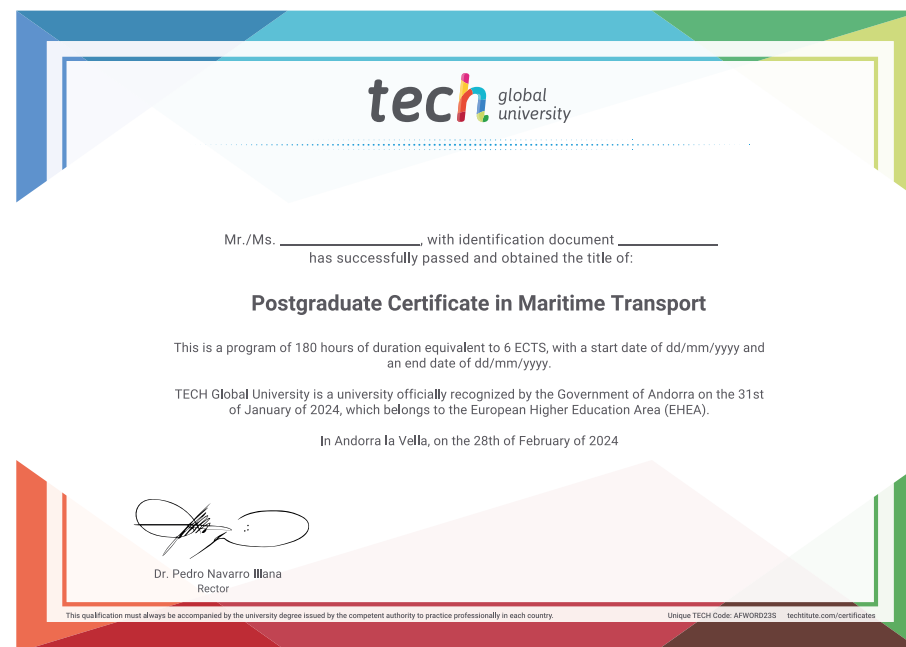 tech global
university
Mr./Ms. ____________, with identification document ____________
has successfully passed and obtained the title of:
Postgraduate Certificate in Maritime Transport
This is a program of 180 hours of duration equivalent to 6 ECTS, with a start date of dd/mm/yyyy and
an end date of dd/mm/yyyy.
TECH Global University is a university officially recognized by the Government of Andorra on the 31st
of January of 2024, which belongs to the European Higher Education Area (EHEA).
In Andorra la Vella, on the 28th of February of 2024
Dr. Pedro Navarro Illana
Rector
This qualification must always be accompanied by the university degree issued by the competent authority to practice professionally in each country. Unique TECH Code: AFWORD23S techtitute.com/certificates